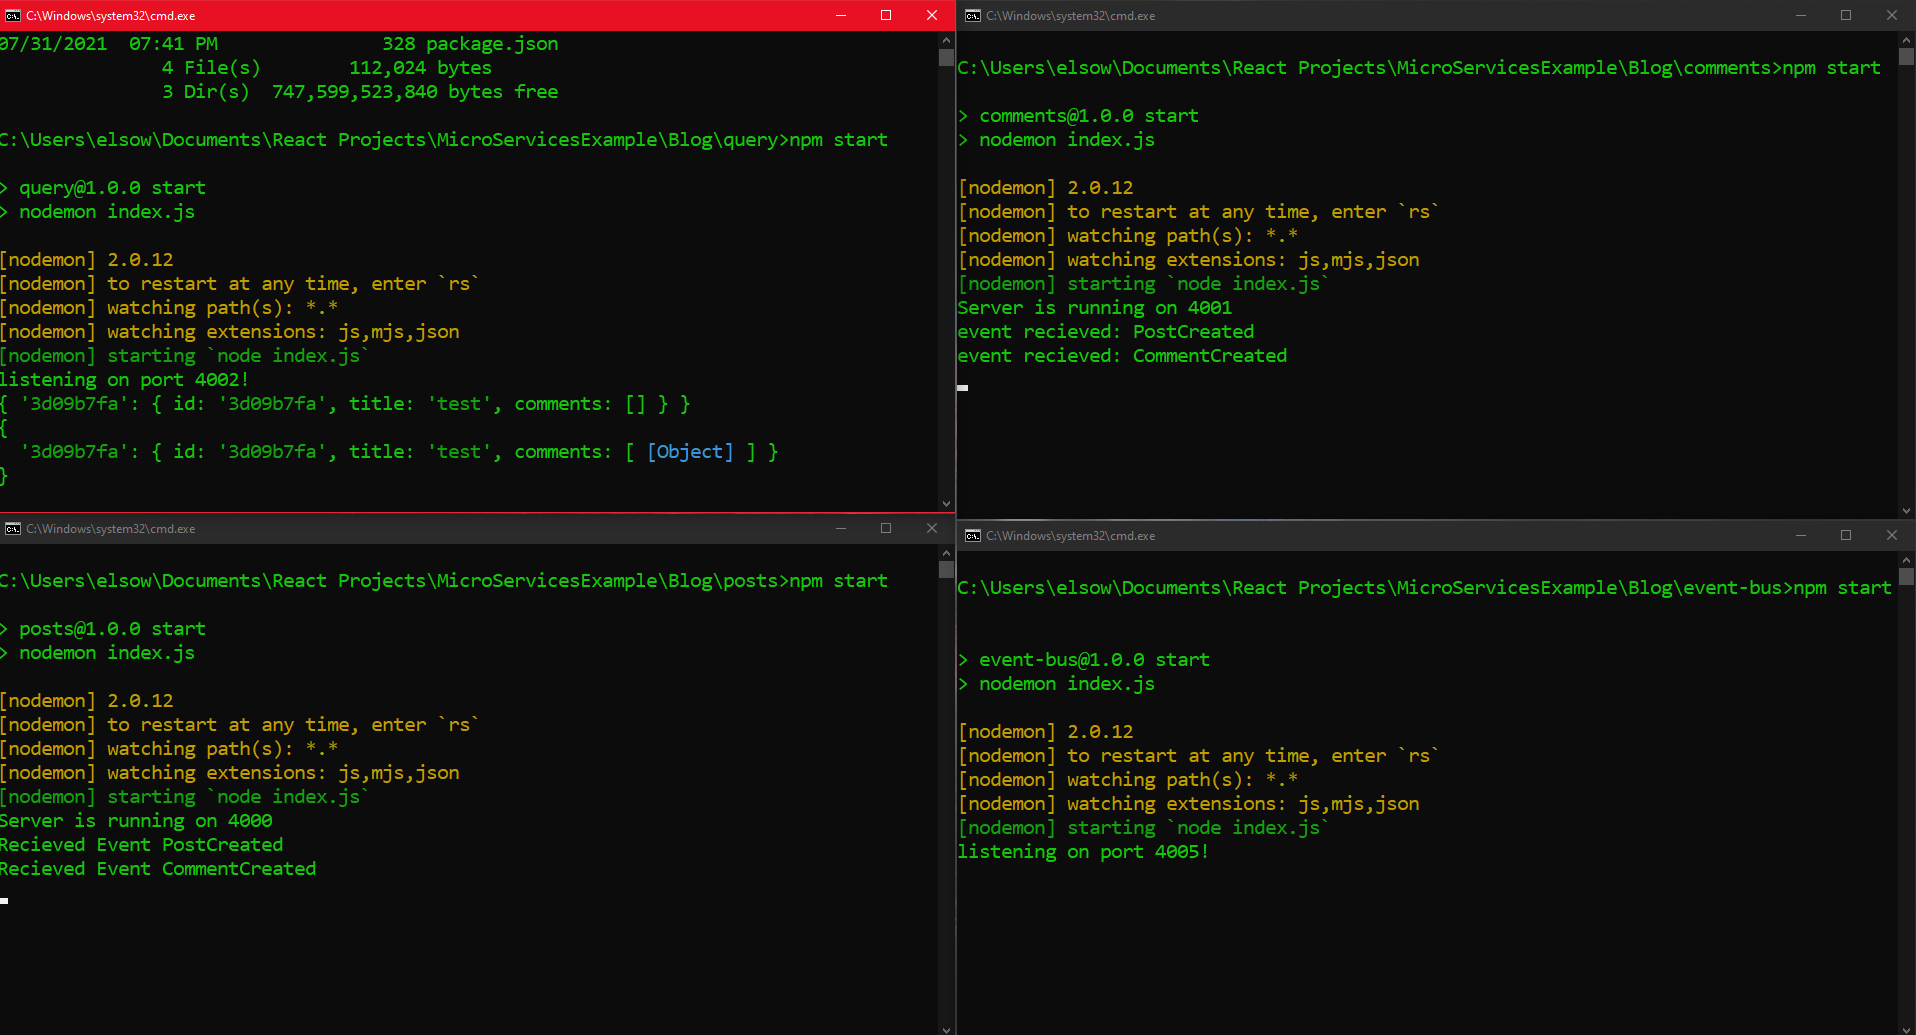 C:\Windows\system32\cmd.exe
07/31/2021  07:41 PM               328 package.json
               4 File(s)        112,024 bytes
               3 Dir(s)  747,599,523,840 bytes free
C:\Users\elsow\Documents\React Projects\MicroServicesExample\Blog\query>npm start
> query@1.0.0 start
> nodemon index.js
[nodemon] 2.0.12
[nodemon] to restart at any time, enter `rs`
[nodemon] watching path(s): *.*
[nodemon] watching extensions: js,mjs,json
[nodemon] starting `node index.js`
listening on port 4002!
{ '3d09b7fa': { id: '3d09b7fa', title: 'test', comments: [] } }
{
  '3d09b7fa': { id: '3d09b7fa', title: 'test', comments: [ [Object] ] }
}
C:\Windows\system32\cmd.exe
C:\Users\elsow\Documents\React Projects\MicroServicesExample\Blog\comments>npm start
> comments@1.0.0 start
> nodemon index.js
[nodemon] 2.0.12
[nodemon] to restart at any time, enter `rs`
[nodemon] watching path(s): *.*
[nodemon] watching extensions: js,mjs,json
[nodemon] starting `node index.js`
Server is running on 4001
event recieved: PostCreated
event recieved: CommentCreated
C:\Windows\system32\cmd.exe
C:\Users\elsow\Documents\React Projects\MicroServicesExample\Blog\posts>npm start
> posts@1.0.0 start
> nodemon index.js
[nodemon] 2.0.12
[nodemon] to restart at any time, enter `rs`
[nodemon] watching path(s): *.*
[nodemon] watching extensions: js,mjs,json
[nodemon] starting `node index.js`
Server is running on 4000
Recieved Event PostCreated
Recieved Event CommentCreated
C:\Windows\system32\cmd.exe
C:\Users\elsow\Documents\React Projects\MicroServicesExample\Blog\event-bus>npm start
> event-bus@1.0.0 start
> nodemon index.js
[nodemon] 2.0.12
[nodemon] to restart at any time, enter `rs`
[nodemon] watching path(s): *.*
[nodemon] watching extensions: js,mjs,json
[nodemon] starting `node index.js`
listening on port 4005!